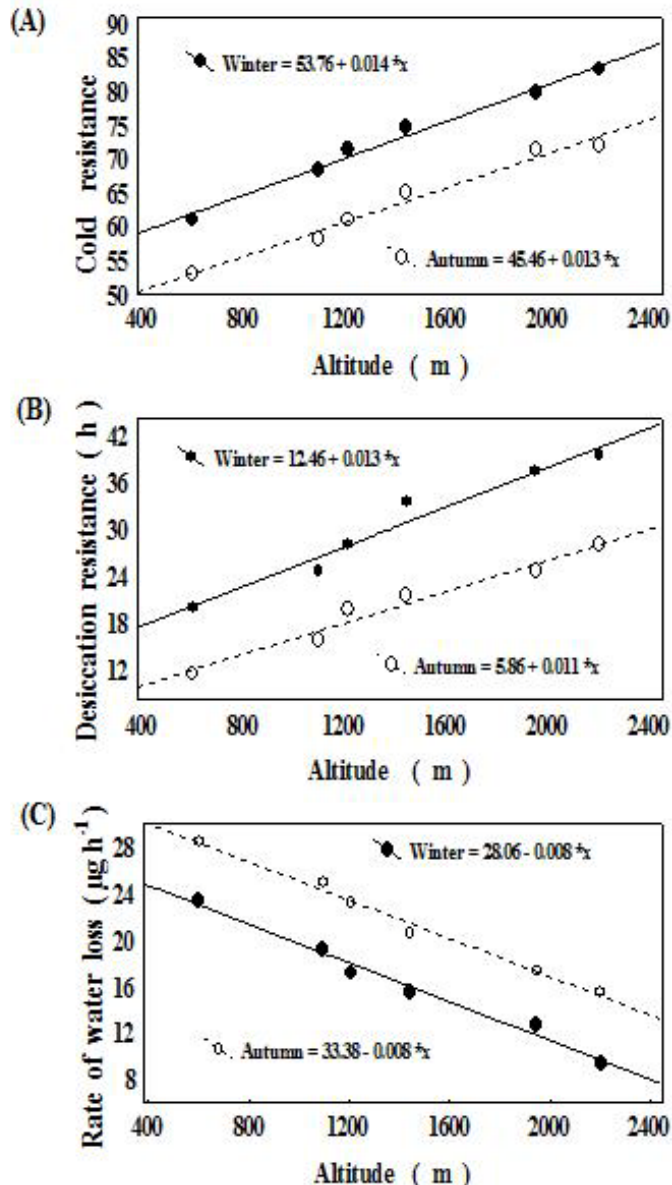 (A)
Cold resistance
90
85
80
75
70
65
60
55
50
Winter = 53.76 + 0.014 *x
Autumn = 45.46 + 0.013 *x
400 800 1200 1600 2000 2400
Altitude ( m )
(B)
Desiccation resistance ( h )
42
36
30
24
18
12
Winter = 12.46 + 0.013 *x
Autumn = 5.86 + 0.011 *x
400 800 1200 1600 2000 2400
Altitude ( m )
(C)
Rate of water loss ( µg h⁻¹ )
28
24
20
16
12
8
Winter = 28.06 - 0.008 *x
Autumn = 33.38 - 0.008 *x
400 800 1200 1600 2000 2400
Altitude ( m )